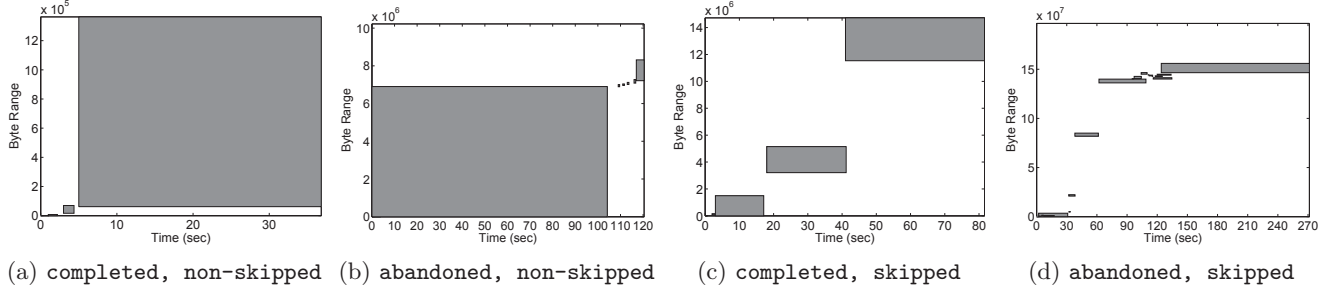 x 10^5
12
10
8
6
4
2
0
Byte Range
0 10 20 30
Time (sec)
(a) completed, non-skipped
x 10^6
10
8
6
4
2
0
Byte Range
0 10 20 30 40 50 60 70 80 90 100 110 120
Time (sec)
(b) abandoned, non-skipped
x 10^6
14
12
10
8
6
4
2
0
Byte Range
0 10 20 30 40 50 60 70 80
Time (sec)
(c) completed, skipped
x 10^7
15
10
5
0
Byte Range
0 30 60 90 120 150 180 210 240 270
Time (sec)
(d) abandoned, skipped